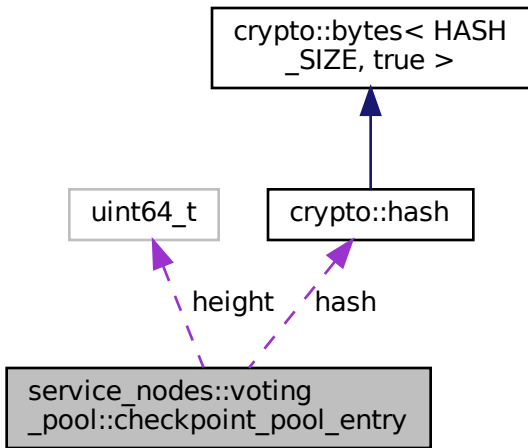 crypto::bytes< HASH
_SIZE, true >
uint64_t
crypto::hash
height
hash
service_nodes::voting
_pool::checkpoint_pool_entry